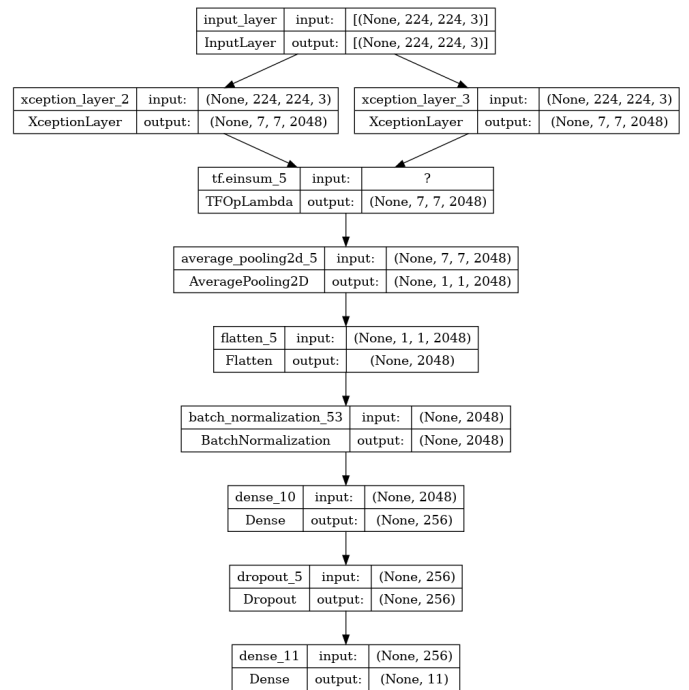 input_layer input: [(None, 224, 224, 3)]
InputLayer output: [(None, 224, 224, 3)]
xception_layer_2 input: (None, 224, 224, 3)
XceptionLayer output: (None, 7, 7, 2048)
xception_layer_3 input: (None, 224, 224, 3)
XceptionLayer output: (None, 7, 7, 2048)
tf.einsum_5 input: ?
TFOpLambda output: (None, 7, 7, 2048)
average_pooling2d_5 input: (None, 7, 7, 2048)
AveragePooling2D output: (None, 1, 1, 2048)
flatten_5 input: (None, 1, 1, 2048)
Flatten output: (None, 2048)
batch_normalization_53 input: (None, 2048)
BatchNormalization output: (None, 2048)
dense_10 input: (None, 2048)
Dense output: (None, 256)
dropout_5 input: (None, 256)
Dropout output: (None, 256)
dense_11 input: (None, 256)
Dense output: (None, 11)